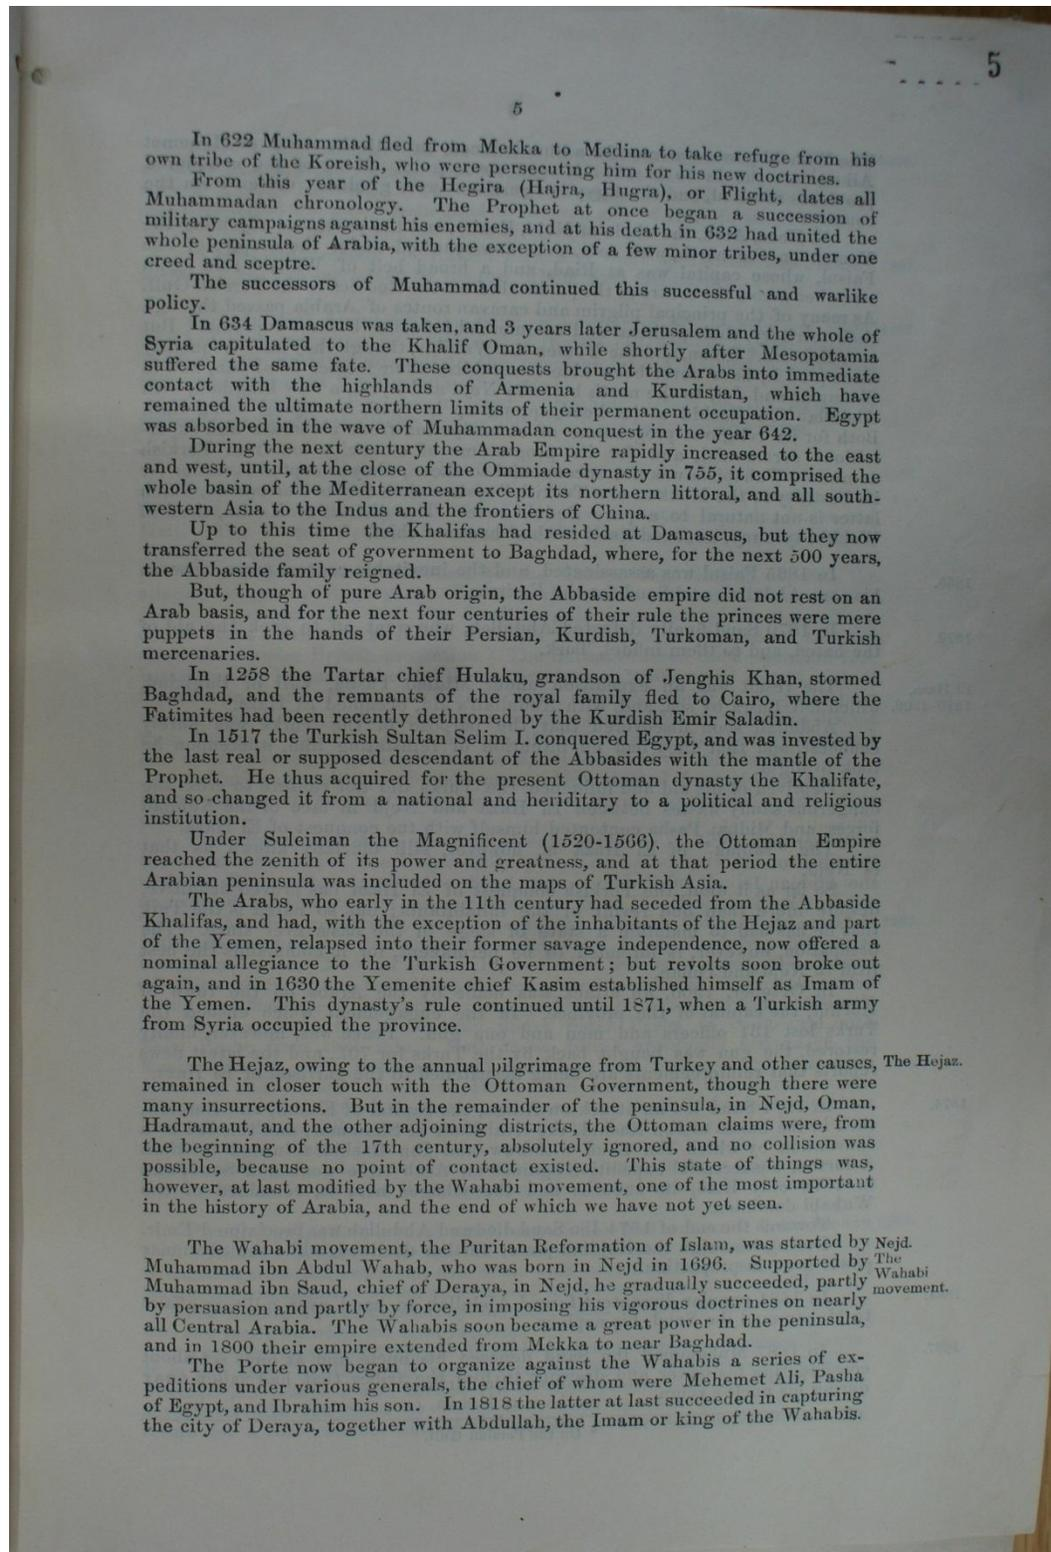 5
5
In 622 Muhammad fled from Mekka to Medina to take refuge from his
own tribe of the Koreish, who were persecuting him for his new doctrines.
From this year of the Hegira (Hajra, Hugra), or Flight, dates all
Muhammadan chronology. The Prophet at once began a succession of
military campaigns against his enemies, and at his death in 632 had united the
whole peninsula of Arabia, with the exception of a few minor tribes, under one
creed and sceptre.
The successors of Muhammad continued this successful and warlike
policy.
In 634 Damascus was taken, and 3 years later Jerusalem and the whole of
Syria capitulated to the Khalif Oman, while shortly after Mesopotamia
suffered the same fate. These conquests brought the Arabs into immediate
contact with the highlands of Armenia and Kurdistan, which have
remained the ultimate northern limits of their permanent occupation. Egypt
was absorbed in the wave of Muhammadan conquest in the year 642.
During the next century the Arab Empire rapidly increased to the east
and west, until, at the close of the Ommiade dynasty in 755, it comprised the
whole basin of the Mediterranean except its northern littoral, and all south-
western Asia to the Indus and the frontiers of China.
Up to this time the Khalifas had resided at Damascus, but they now
transferred the seat of government to Baghdad, where, for the next 500 years,
the Abbaside family reigned.
But, though of pure Arab origin, the Abbaside empire did not rest on an
Arab basis, and for the next four centuries of their rule the princes were mere
puppets in the hands of their Persian, Kurdish, Turkoman, and Turkish
mercenaries.
In 1258 the Tartar chief Hulaku, grandson of Jenghis Khan, stormed
Baghdad, and the remnants of the royal family fled to Cairo, where the
Fatimites had been recently dethroned by the Kurdish Emir Saladin.
In 1517 the Turkish Sultan Selim I. conquered Egypt, and was invested by
the last real or supposed descendant of the Abbasides with the mantle of the
Prophet. He thus acquired for the present Ottoman dynasty the Khalifate,
and so changed it from a national and heriditary to a political and religious
institution.
Under Suleiman the Magnificent (1520-1566), the Ottoman Empire
reached the zenith of its power and greatness, and at that period the entire
Arabian peninsula was included on the maps of Turkish Asia.
The Arabs, who early in the 11th century had seceded from the Abbaside
Khalifas, and had, with the exception of the inhabitants of the Hejaz and part
of the Yemen, relapsed into their former savage independence, now offered a
nominal allegiance to the Turkish Government; but revolts soon broke out
again, and in 1630 the Yemenite chief Kasim established himself as Imam of
the Yemen. This dynasty's rule continued until 1871, when a Turkish army
from Syria occupied the province.
The Hejaz, owing to the annual pilgrimage from Turkey and other causes, The Hejaz.
remained in closer touch with the Ottoman Government, though there were
many insurrections. But in the remainder of the peninsula, in Nejd, Oman,
Hadramaut, and the other adjoining districts, the Ottoman claims were, from
the beginning of the 17th century, absolutely ignored, and no collision was
possible, because no point of contact existed. This state of things was,
however, at last modified by the Wahabi movement, one of the most important
in the history of Arabia, and the end of which we have not yet seen.
The Wahabi movement, the Puritan Reformation of Islam, was started by Nejd.
Muhammad ibn Abdul Wahab, who was born in Nejd in 1696. Supported by The
Wahabi
Muhammad ibn Saud, chief of Deraya, in Nejd, he gradually succeeded, partly movement.
by persuasion and partly by force, in imposing his vigorous doctrines on nearly
all Central Arabia. The Wahabis soon became a great power in the peninsula,
and in 1800 their empire extended from Mekka to near Baghdad.
The Porte now began to organize against the Wahabis a series of ex-
peditions under various generals, the chief of whom were Mehemet Ali, Pasha
of Egypt, and Ibrahim his son. In 1818 the latter at last succeeded in capturing
the city of Deraya, together with Abdullah, the Imam or king of the Wahabis.